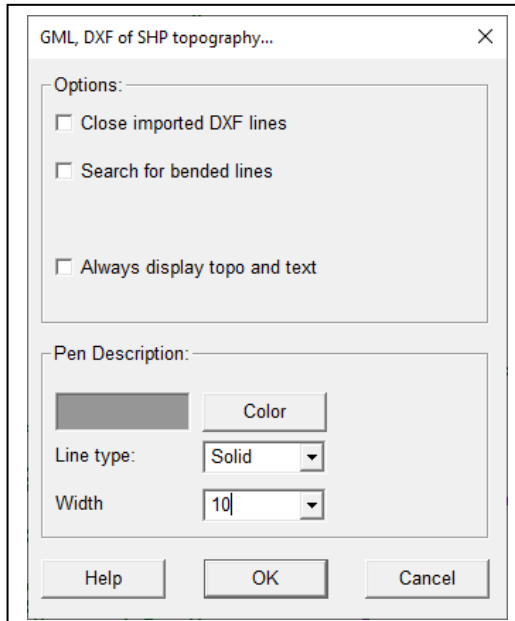 GML, DXF of SHP topography...
Options:
Close imported DXF lines
Search for bended lines
Always display topo and text
Pen Description:
Color
Line type: Solid
Width 10
Help OK Cancel